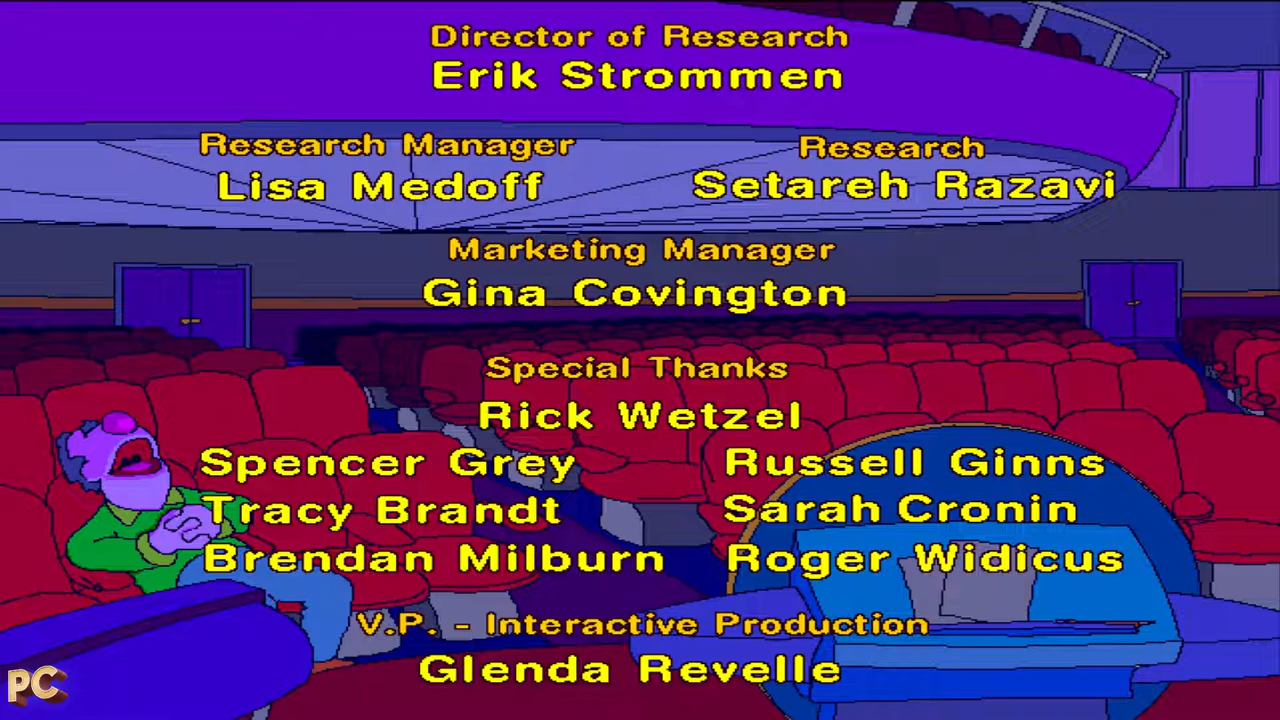 Director of Research
Erik Strommen
Research Manager
Lisa Medoff
Research
Setareh Razavi
Marketing Manager
Gina Covington
Special Thanks
Rick Wetzel
Spencer Grey
Russell Ginns
Tracy Brandt
Sarah Cronin
Brendan Milburn
Roger Widicus
V.P. - Interactive Production
Glenda Revelle
PC